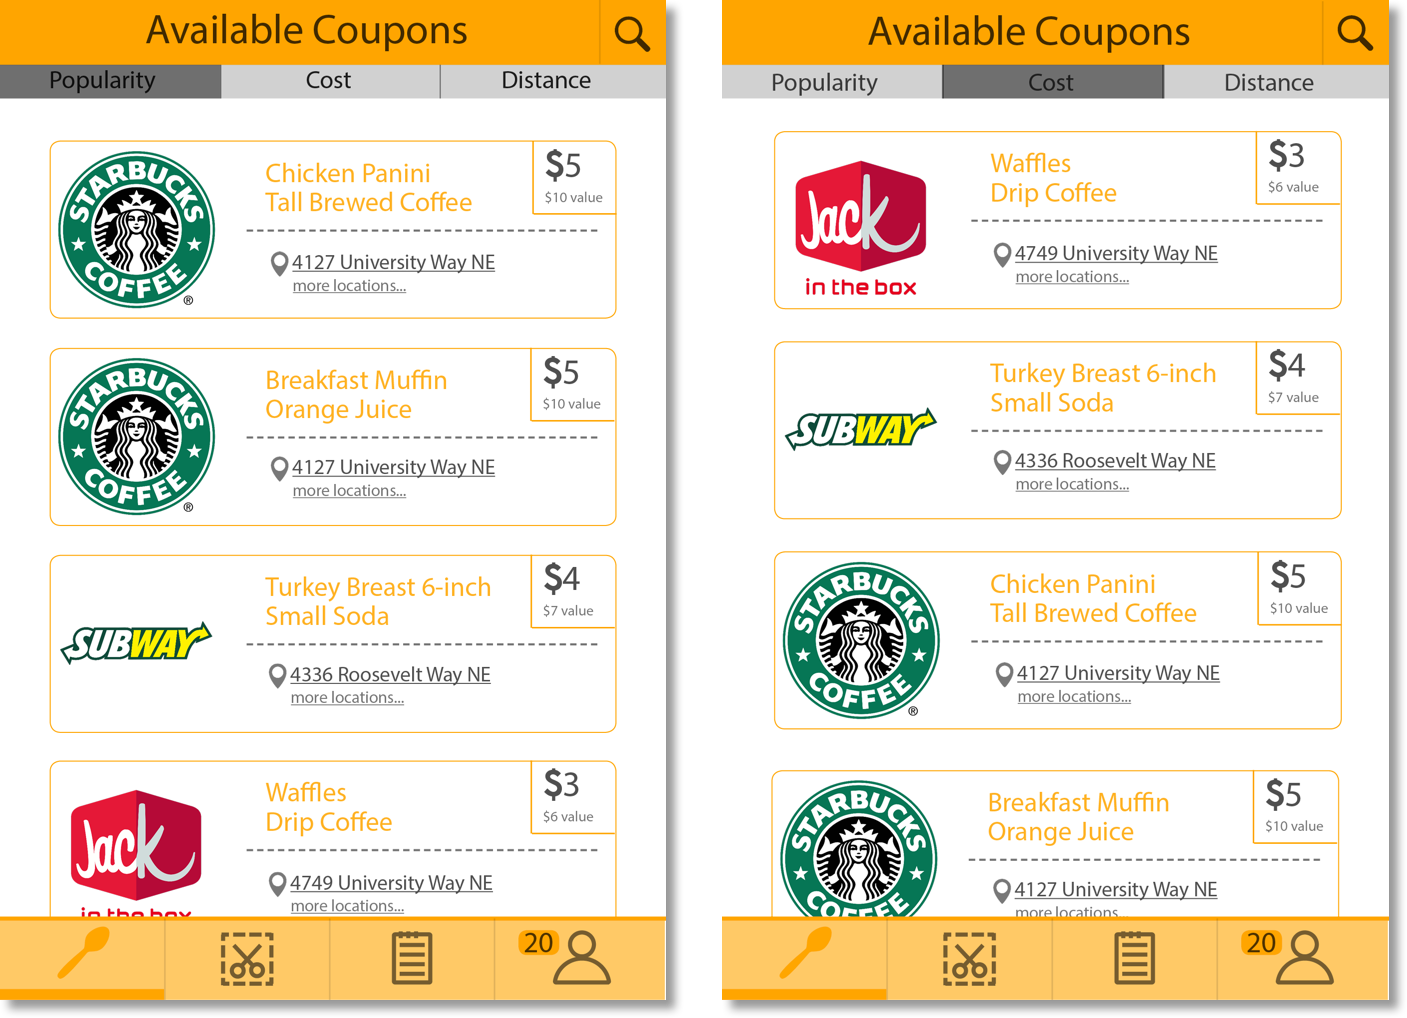 Available Coupons
Popularity
Cost
Distance
STARBUCKS
COFFEE
®
Chicken Panini
Tall Brewed Coffee
$5
$10 value
4127 University Way NE
more locations...
STARBUCKS
COFFEE
®
Breakfast Muffin
Orange Juice
$5
$10 value
4127 University Way NE
more locations...
SUBWAY
Turkey Breast 6-inch
Small Soda
$4
$7 value
4336 Roosevelt Way NE
more locations...
Jack
in the box
Waffles
Drip Coffee
$3
$6 value
4749 University Way NE
more locations...
20
Available Coupons
Popularity
Cost
Distance
Jack
in the box
Waffles
Drip Coffee
$3
$6 value
4749 University Way NE
more locations...
SUBWAY
Turkey Breast 6-inch
Small Soda
$4
$7 value
4336 Roosevelt Way NE
more locations...
STARBUCKS
COFFEE
®
Chicken Panini
Tall Brewed Coffee
$5
$10 value
4127 University Way NE
more locations...
STARBUCKS
COFFEE
Breakfast Muffin
Orange Juice
$5
$10 value
4127 University Way NE
more locations...
20